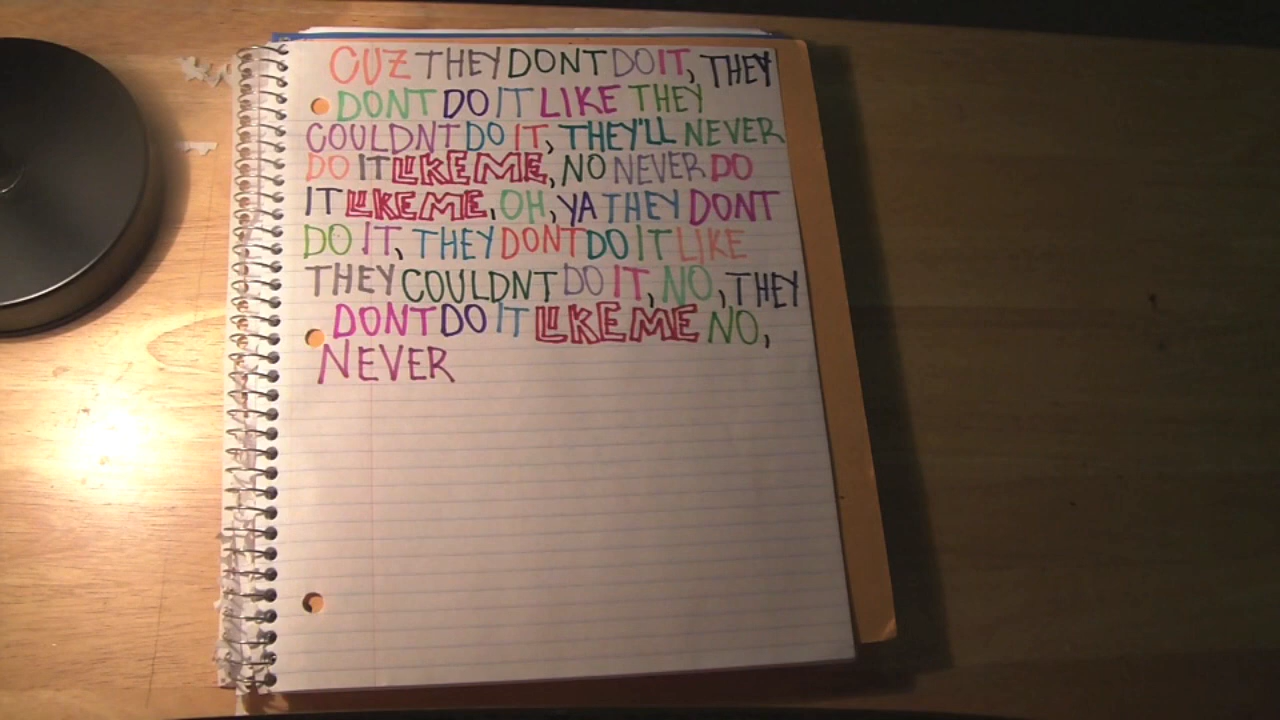 CUZ THEY DONT DO IT, THEY
DONT DO IT LIKE THEY
COULDNT DO IT, THEY'LL NEVER
DO IT LIKE ME, NO NEVER DO
IT LIKE ME, OH, YA THEY DONT
DO IT, THEY DONT DO IT LIKE
THEY COULDNT DO IT, NO, THEY
DONT DO IT LIKE ME NO,
NEVER